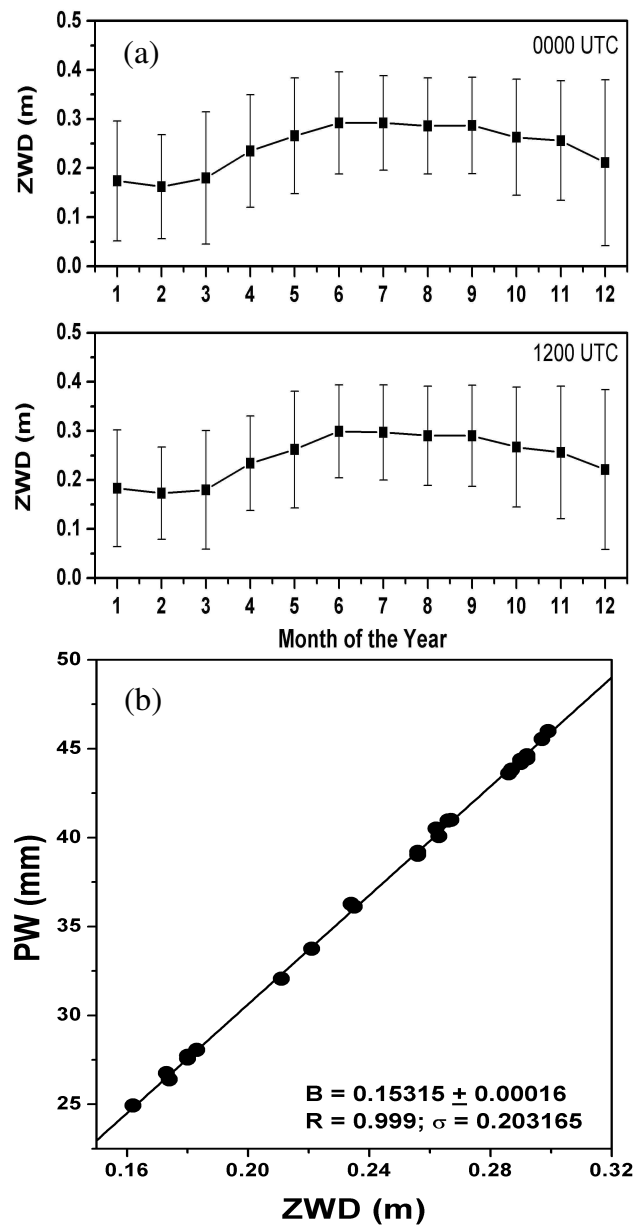 (a)
0000 UTC
ZWD (m)
0.5
0.4
0.3
0.2
0.1
0.0
1 2 3 4 5 6 7 8 9 10 11 12
1200 UTC
ZWD (m)
0.5
0.4
0.3
0.2
0.1
0.0
1 2 3 4 5 6 7 8 9 10 11 12
Month of the Year
(b)
PW (mm)
50
45
40
35
30
25
B = 0.15315 ± 0.00016
R = 0.999; σ = 0.203165
0.16 0.20 0.24 0.28 0.32
ZWD (m)